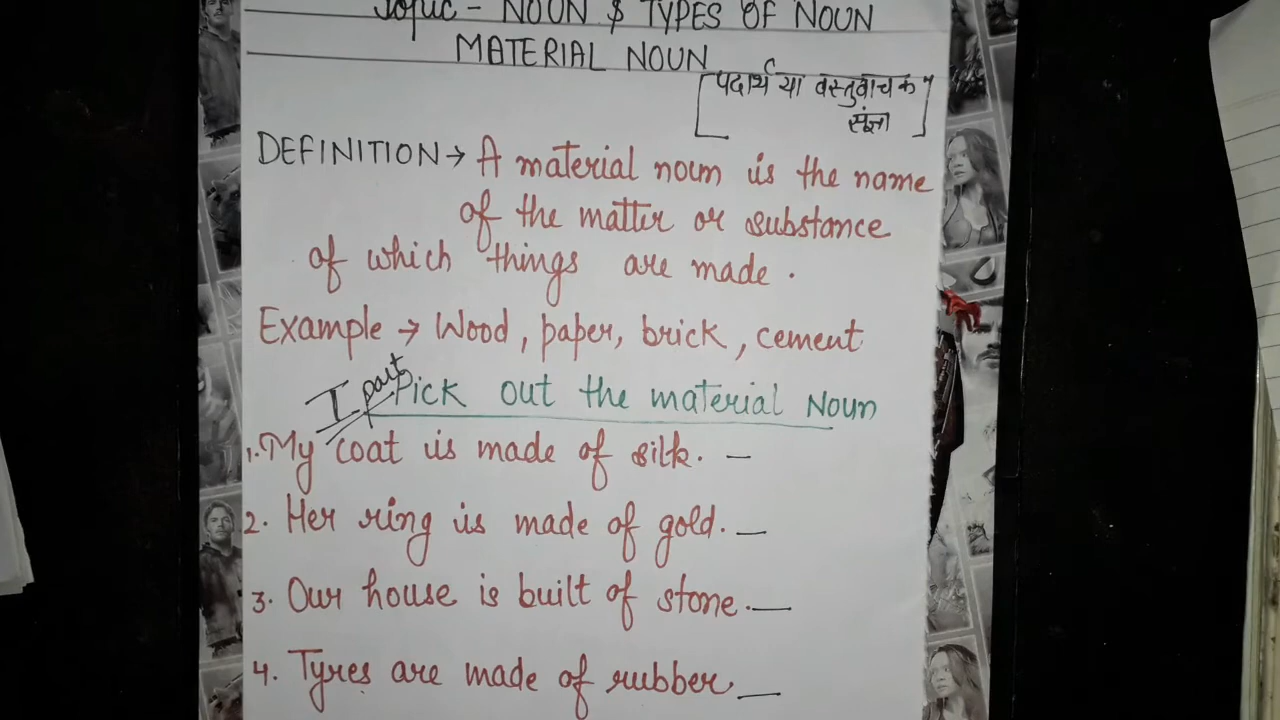 Topic - NOUN $ TYPES OF NOUN
MATERIAL NOUN
[पदार्थ या वस्तुवाचक
संज्ञा]
DEFINITION → A material noun is the name
of the matter or substance
of which things are made.
Example → Wood, paper, brick, cement
I part Pick out the material Noun
1. My coat is made of silk. —
2. Her ring is made of gold. —
3. Our house is built of stone. —
4. Tyres are made of rubber —